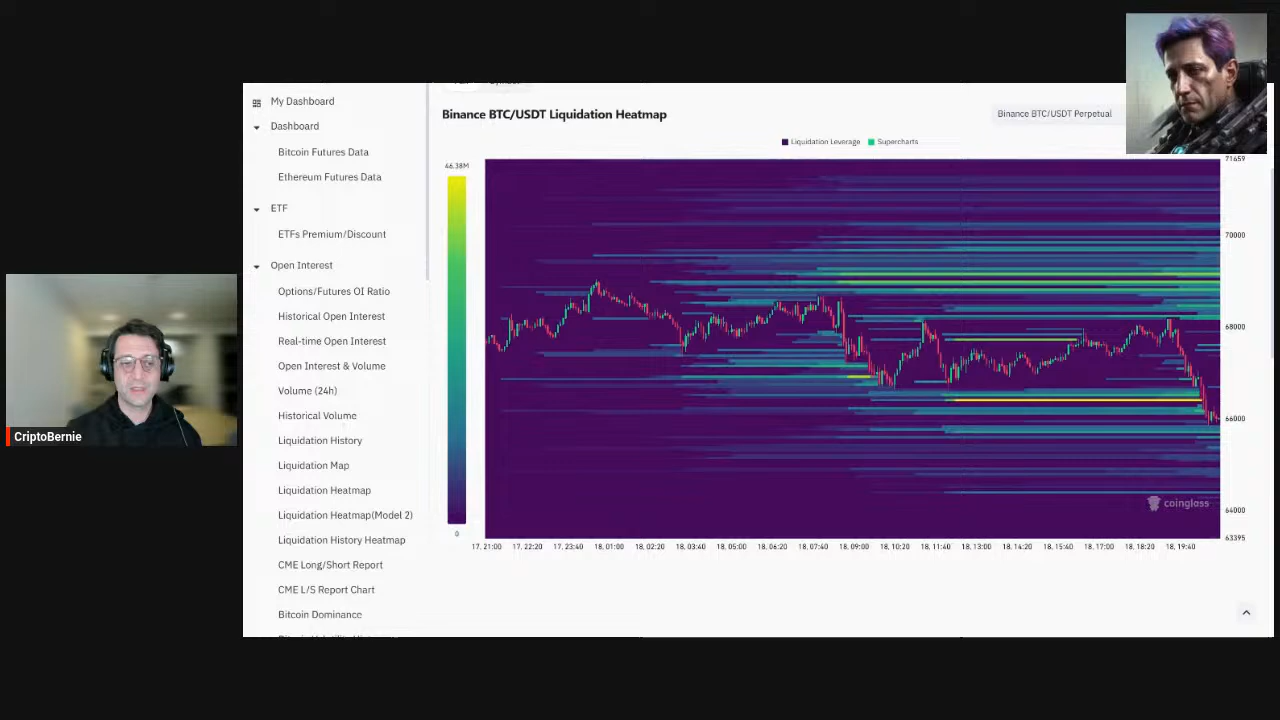 My Dashboard
Dashboard
Bitcoin Futures Data
Ethereum Futures Data
ETF
ETFs Premium/Discount
Open Interest
Options/Futures OI Ratio
Historical Open Interest
Real-time Open Interest
Open Interest & Volume
Volume (24h)
Historical Volume
Liquidation History
Liquidation Map
Liquidation Heatmap
Liquidation Heatmap(Model 2)
Liquidation History Heatmap
CME Long/Short Report
CME L/S Report Chart
Bitcoin Dominance
Binance BTC/USDT Liquidation Heatmap
Binance BTC/USDT Perpetual
Liquidation Leverage
Supercharts
46.38M
0
71659
70000
68000
66000
64000
63395
coinglass
17, 21:00
17, 22:20
17, 23:40
18, 01:00
18, 02:20
18, 03:40
18, 05:00
18, 06:20
18, 07:40
18, 09:00
18, 10:20
18, 11:40
18, 13:00
18, 14:20
18, 15:40
18, 17:00
18, 18:20
18, 19:40
CriptoBernie